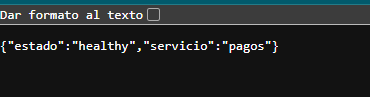 Dar formato al texto
{"estado":"healthy","servicio":"pagos"}